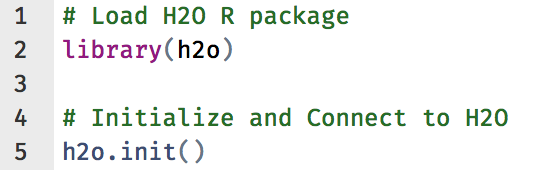 1 # Load H2O R package
2 library(h2o)
3
4 # Initialize and Connect to H2O
5 h2o.init()